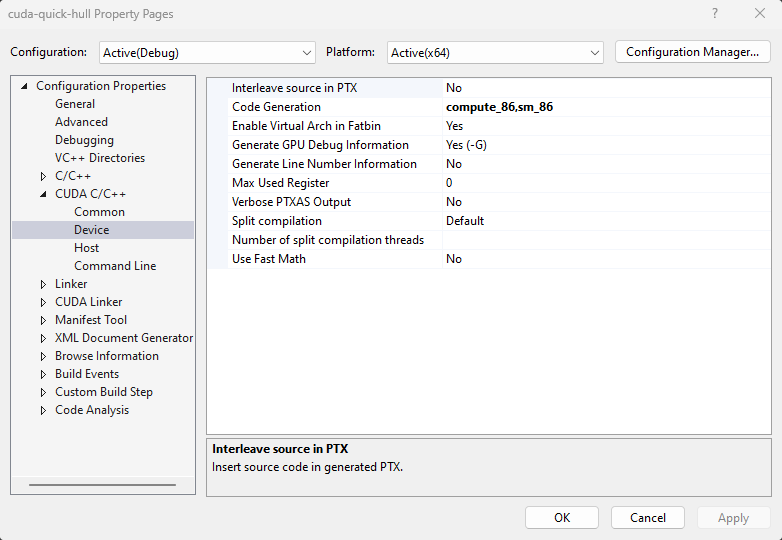 cuda-quick-hull Property Pages
?
Configuration: Active(Debug) Platform: Active(x64) Configuration Manager...
Configuration Properties
General
Advanced
Debugging
VC++ Directories
C/C++
CUDA C/C++
Common
Device
Host
Command Line
Linker
CUDA Linker
Manifest Tool
XML Document Generator
Browse Information
Build Events
Custom Build Step
Code Analysis
Interleave source in PTX No
Code Generation compute_86,sm_86
Enable Virtual Arch in Fatbin Yes
Generate GPU Debug Information Yes (-G)
Generate Line Number Information No
Max Used Register 0
Verbose PTXAS Output No
Split compilation Default
Number of split compilation threads
Use Fast Math No
Interleave source in PTX
Insert source code in generated PTX.
OK Cancel Apply